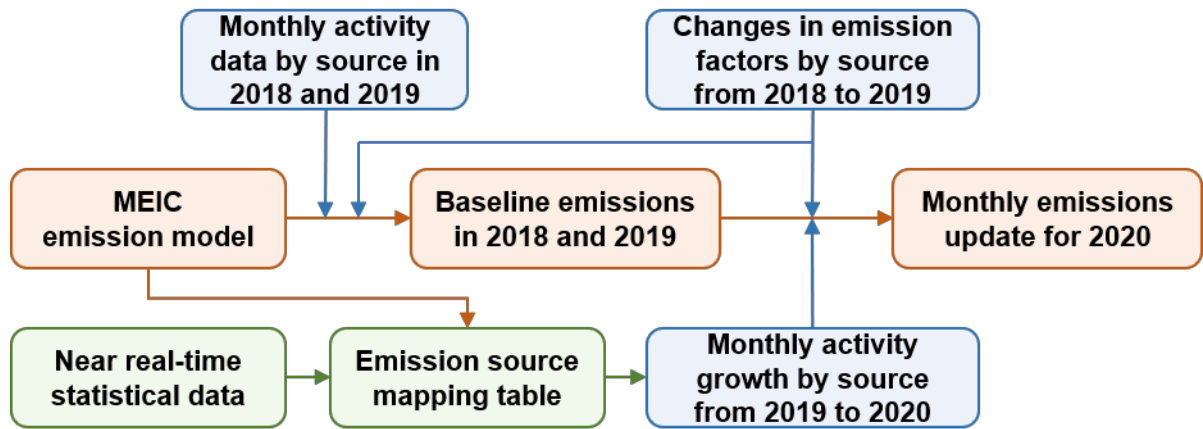 Monthly activity
data by source in
2018 and 2019
Changes in emission
factors by source
from 2018 to 2019
MEIC
emission model
Baseline emissions
in 2018 and 2019
Monthly emissions
update for 2020
Near real-time
statistical data
Emission source
mapping table
Monthly activity
growth by source
from 2019 to 2020